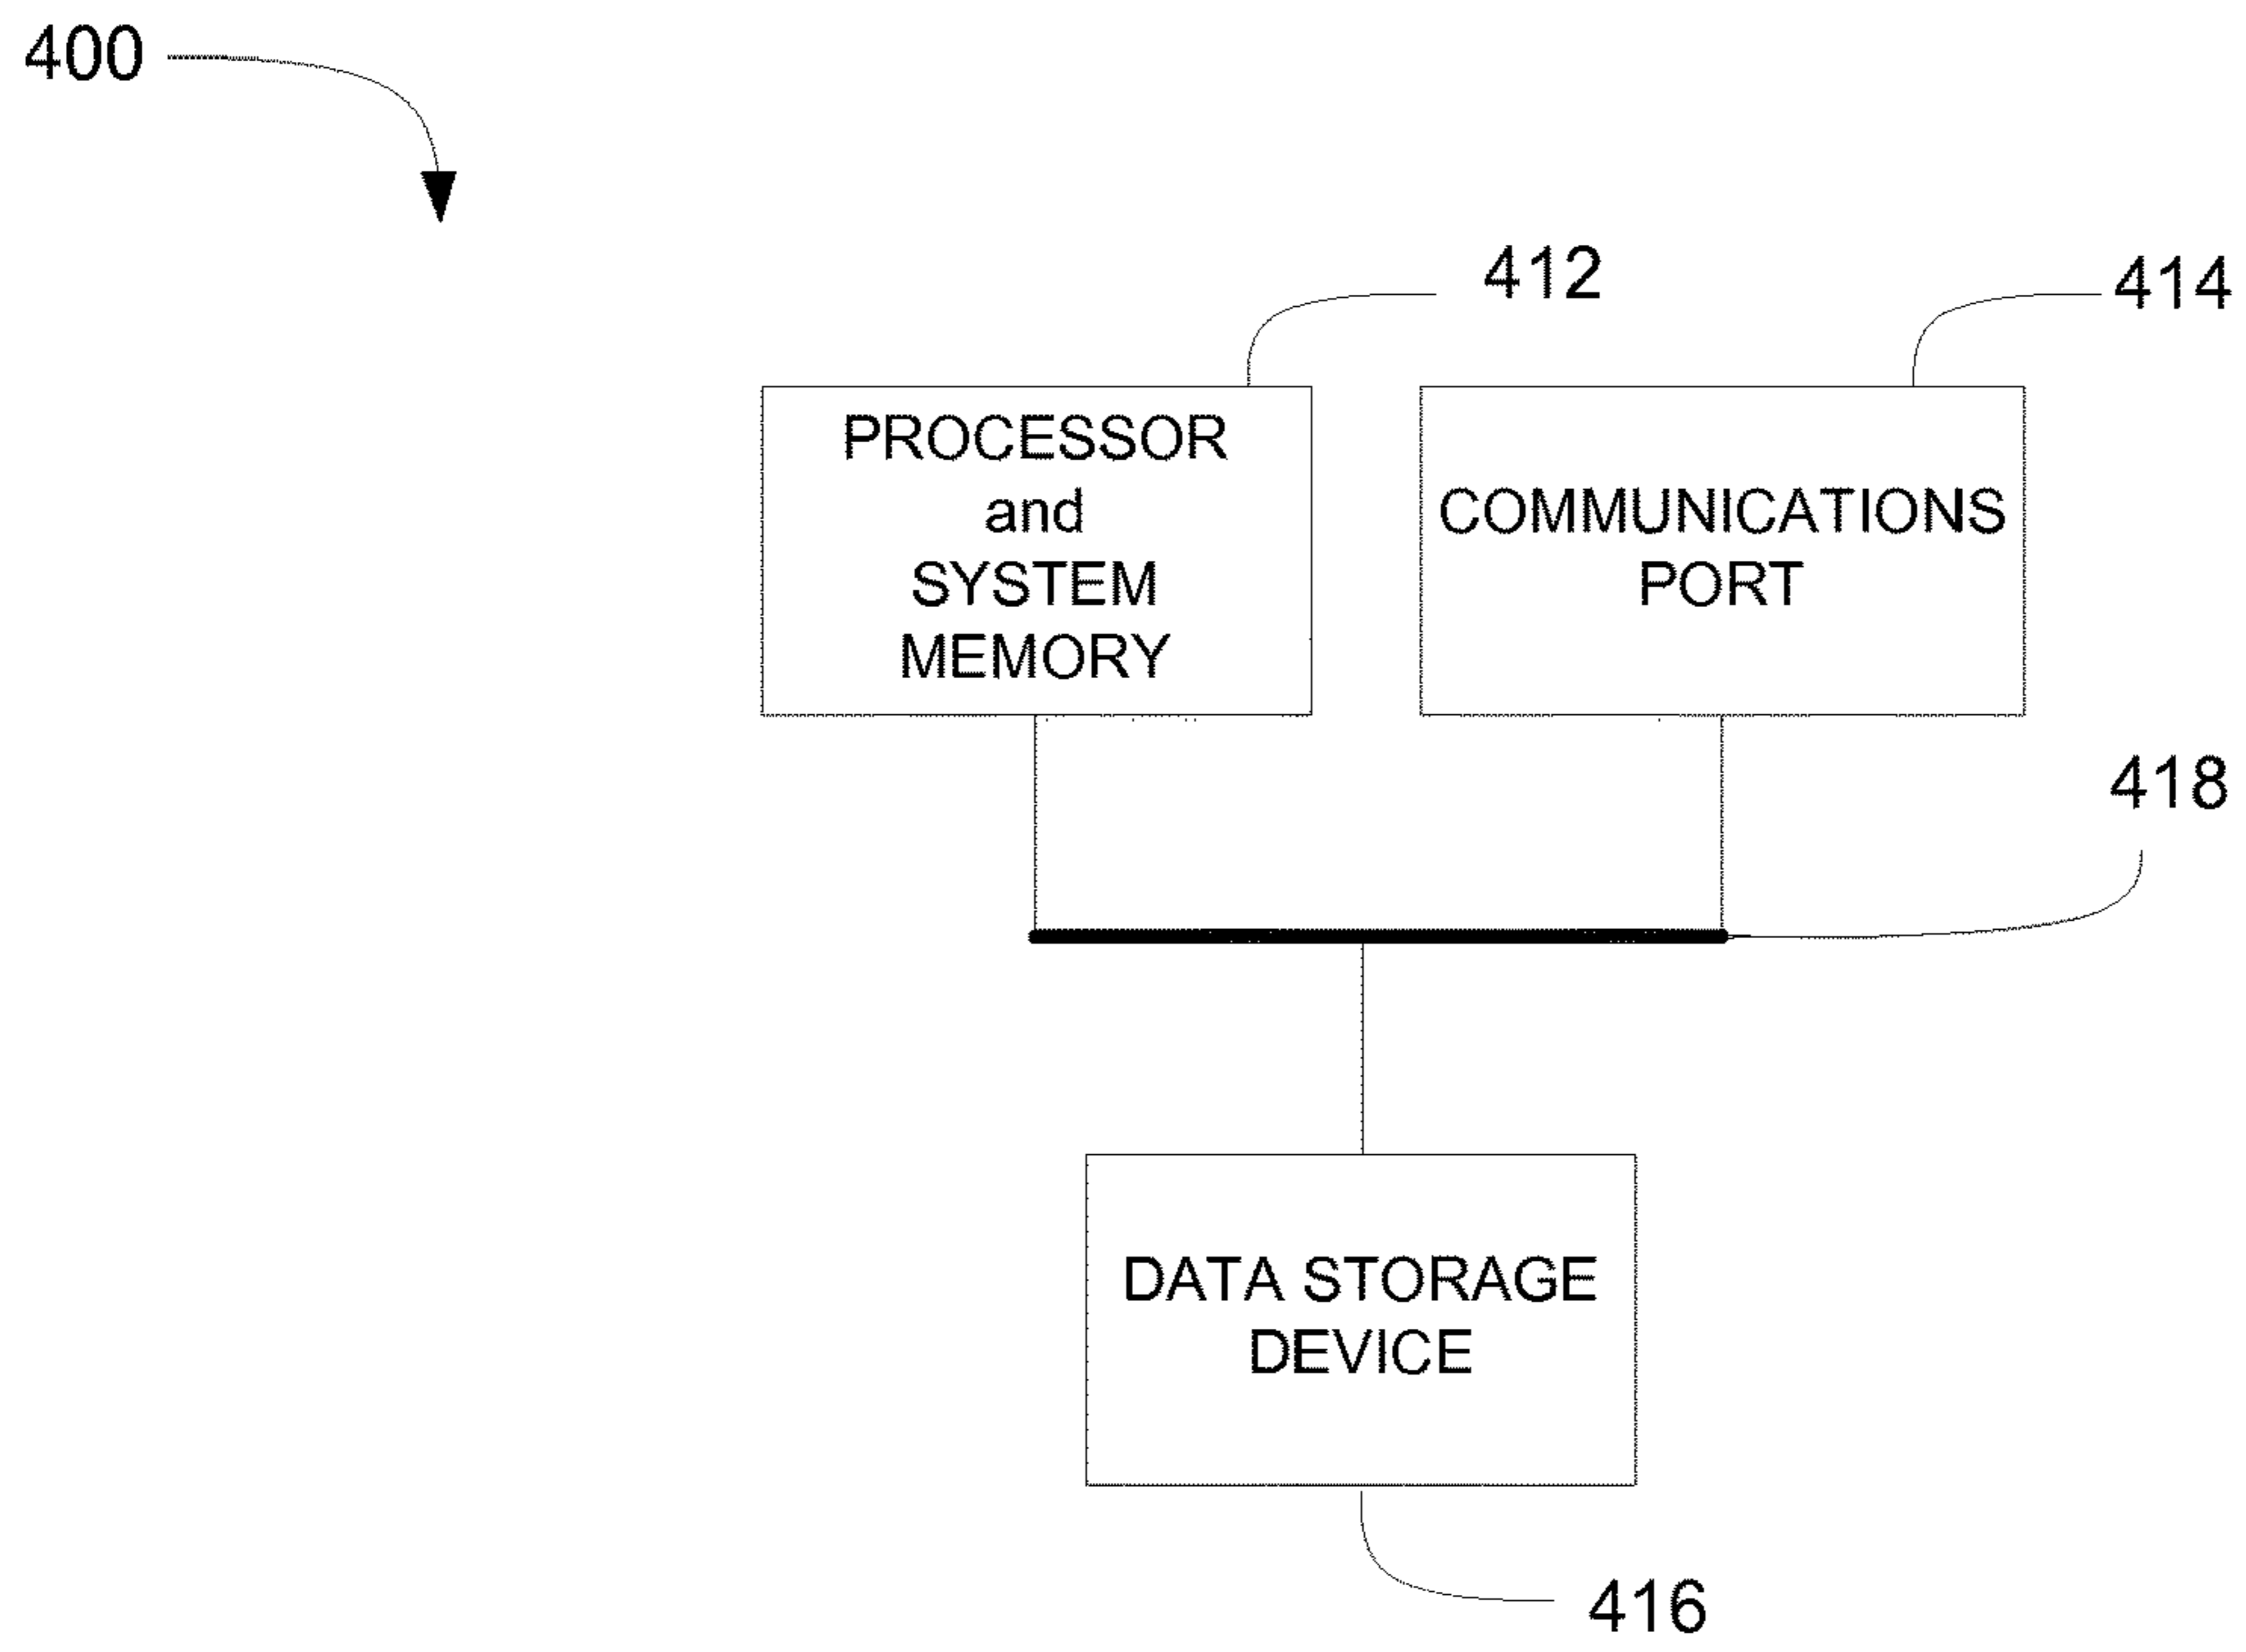 400
412
414
PROCESSOR
and
SYSTEM
MEMORY
COMMUNICATIONS
PORT
418
DATA STORAGE
DEVICE
416